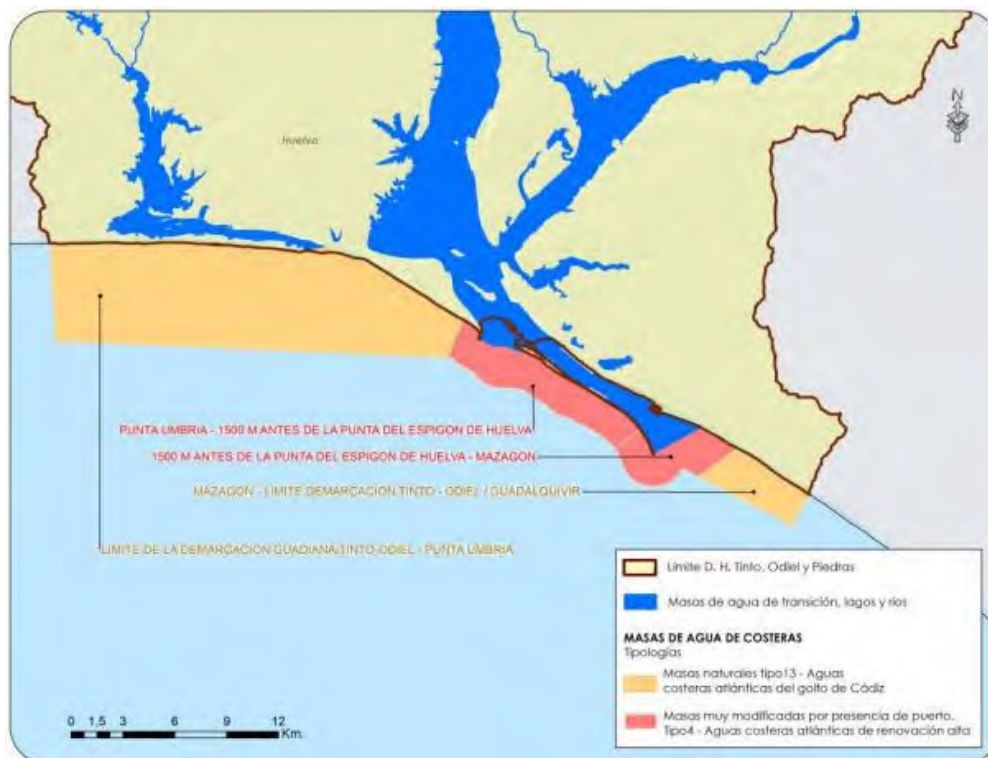 Huelva
N
PUNTA UMBRIA - 1500 M ANTES DE LA PUNTA DEL ESPIGON DE HUELVA
1500 M ANTES DE LA PUNTA DEL ESPIGON DE HUELVA - MAZAGON
MAZAGON - LIMITE DEMARCACION TINTO - ODIEL / GUADALQUIVIR
LIMITE DE LA DEMARCACION GUADIANA/TINTO-ODIEL - PUNTA UMBRIA
Límite D. H. Tinto, Odiel y Piedras
Masas de agua de transición, lagos y ríos
MASAS DE AGUA DE COSTERAS
Tipologías
Masas naturales tipo13 - Aguas
costeras atlánticas del golfo de Cádiz
Masas muy modificadas por presencia de puerto.
Tipo4 - Aguas costeras atlánticas de renovación alta
0 1,5 3 6 9 12
Km.